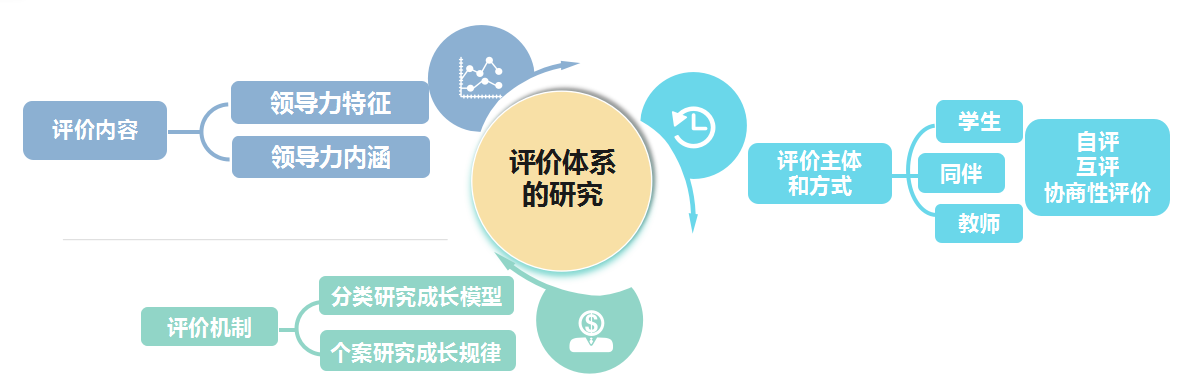 评价内容
领导力特征
领导力内涵
评价体系
的研究
评价主体
和方式
学生
同伴
教师
自评
互评
协商性评价
评价机制
分类研究成长模型
个案研究成长规律
$